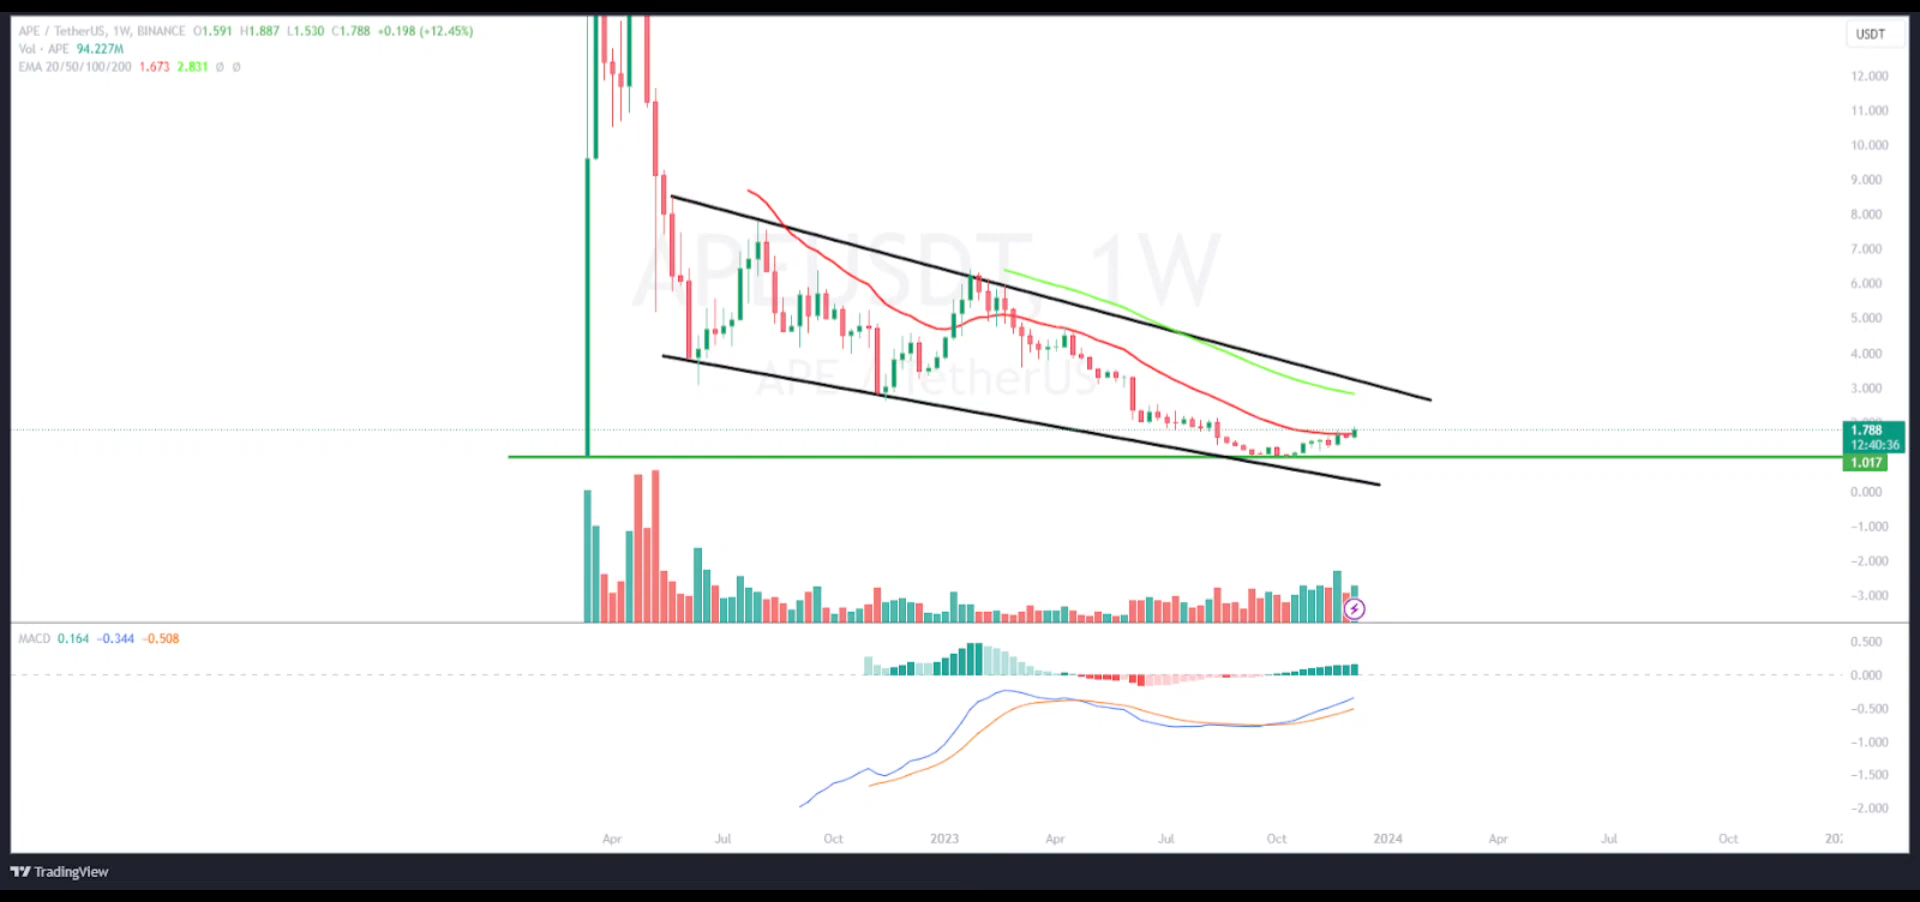 APE / TetherUS, 1W, BINANCE O1.591 H1.887 L1.530 C1.788 +0.198 (+12.45%)
Vol · APE 94.227M
EMA 20/50/100/200 1.673 2.831 ∅ ∅
USDT
12.000
11.000
10.000
9.000
8.000
7.000
6.000
5.000
4.000
3.000
1.788
12:40:36
1.017
0.000
−1.000
−2.000
−3.000
APEUSDT, 1W
APE / TetherUS
MACD 0.164 −0.344 −0.508
0.500
0.000
−0.500
−1.000
−1.500
−2.000
Apr Jul Oct 2023 Apr Jul Oct 2024 Apr Jul Oct
TradingView